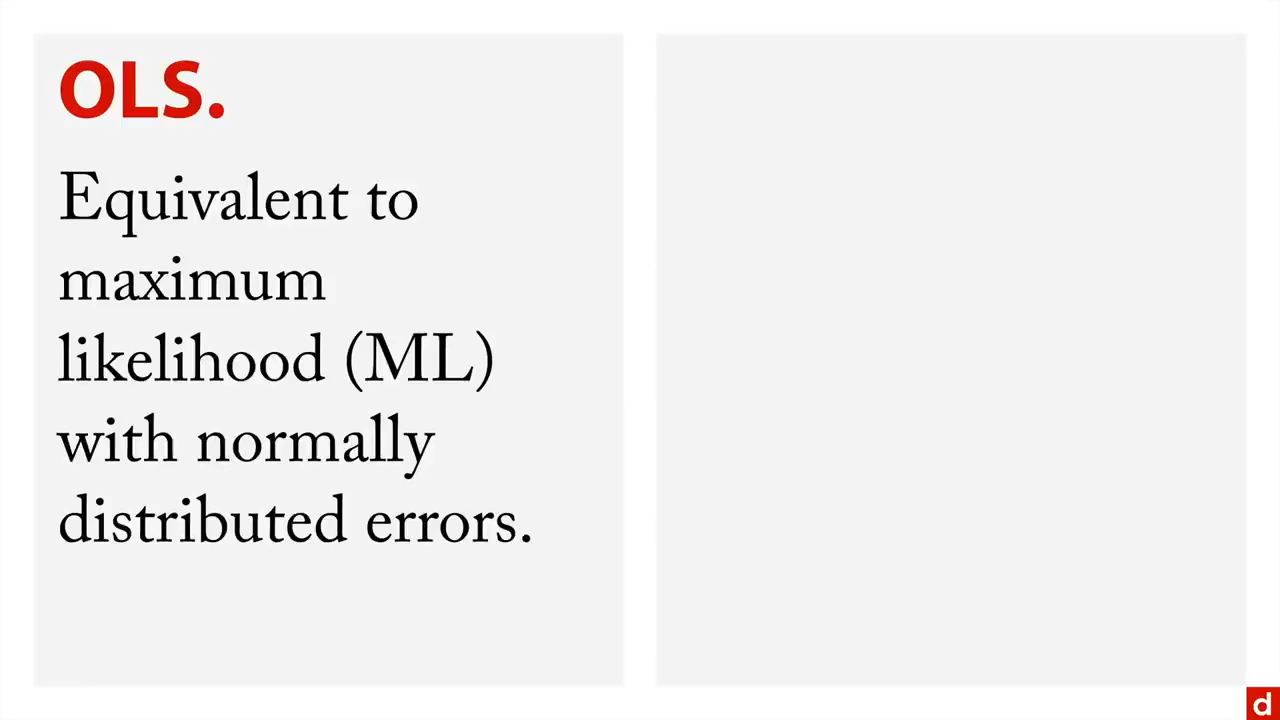 OLS.
Equivalent to
maximum
likelihood (ML)
with normally
distributed errors.
d